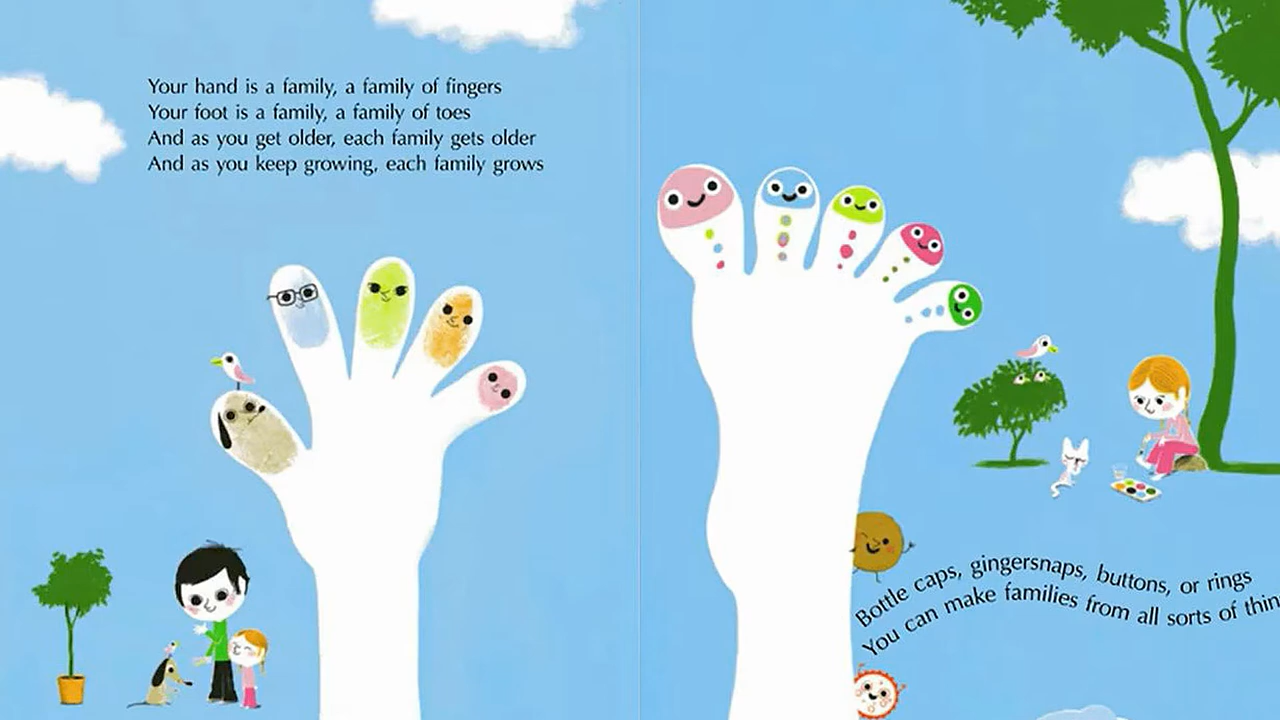 Your hand is a family, a family of fingers
Your foot is a family, a family of toes
And as you get older, each family gets older
And as you keep growing, each family grows
Bottle caps, gingersnaps, buttons, or rings
You can make families from all sorts of thin